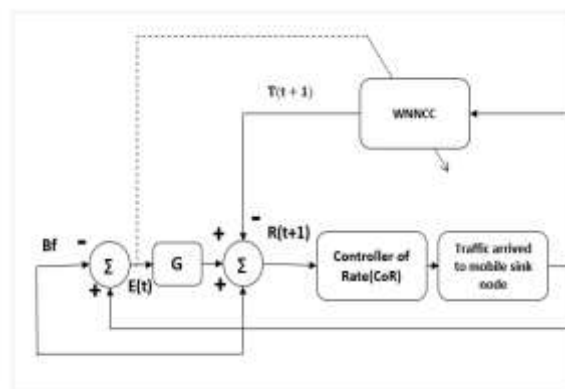 T(t + 1)
WNNCC
-
-
Bf
-
+
R(t+1)
Σ
G
Σ
+
E(t)
+
Controller of
Rate(CoR)
Traffic arrived
to mobile sink
node